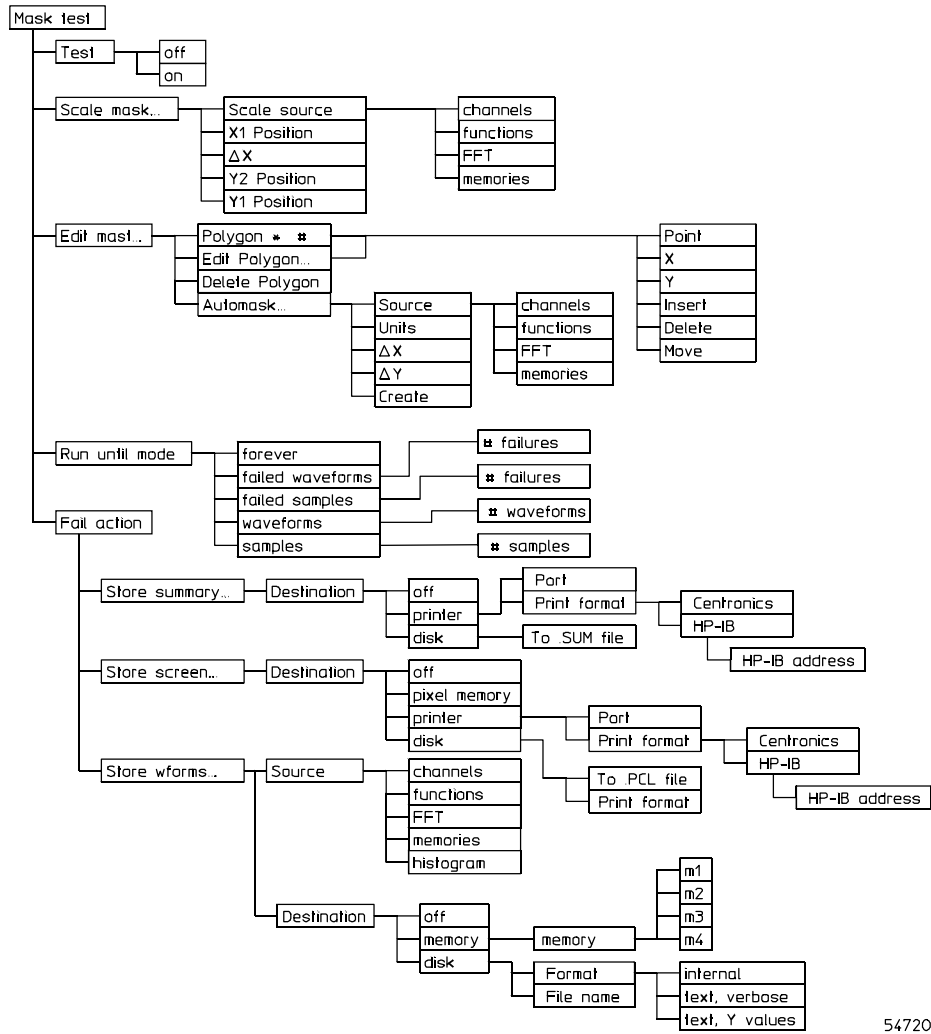 Mask test
Test
off
on
Scale mask...
Scale source
channels
X1 Position
functions
ΔX
FFT
Y2 Position
memories
Y1 Position
Edit mast...
Polygon * #
Point
Edit Polygon...
X
Delete Polygon
Y
Automask...
Source
channels
Insert
Units
functions
Delete
ΔX
FFT
Move
ΔY
memories
Create
Run until mode
forever
# failures
failed waveforms
failed samples
# failures
waveforms
# waveforms
samples
# samples
Fail action
Store summary...
Destination
off
Port
printer
Print format
Centronics
disk
To .SUM file
HP-IB
HP-IB address
Store screen...
Destination
off
pixel memory
printer
Port
disk
Print format
Centronics
HP-IB
To .PCL file
HP-IB address
Print format
Store wforms...
Source
channels
functions
FFT
memories
histogram
Destination
off
memory
memory
m1
m2
m3
m4
disk
Format
internal
File name
text, verbose
text, Y values
54720